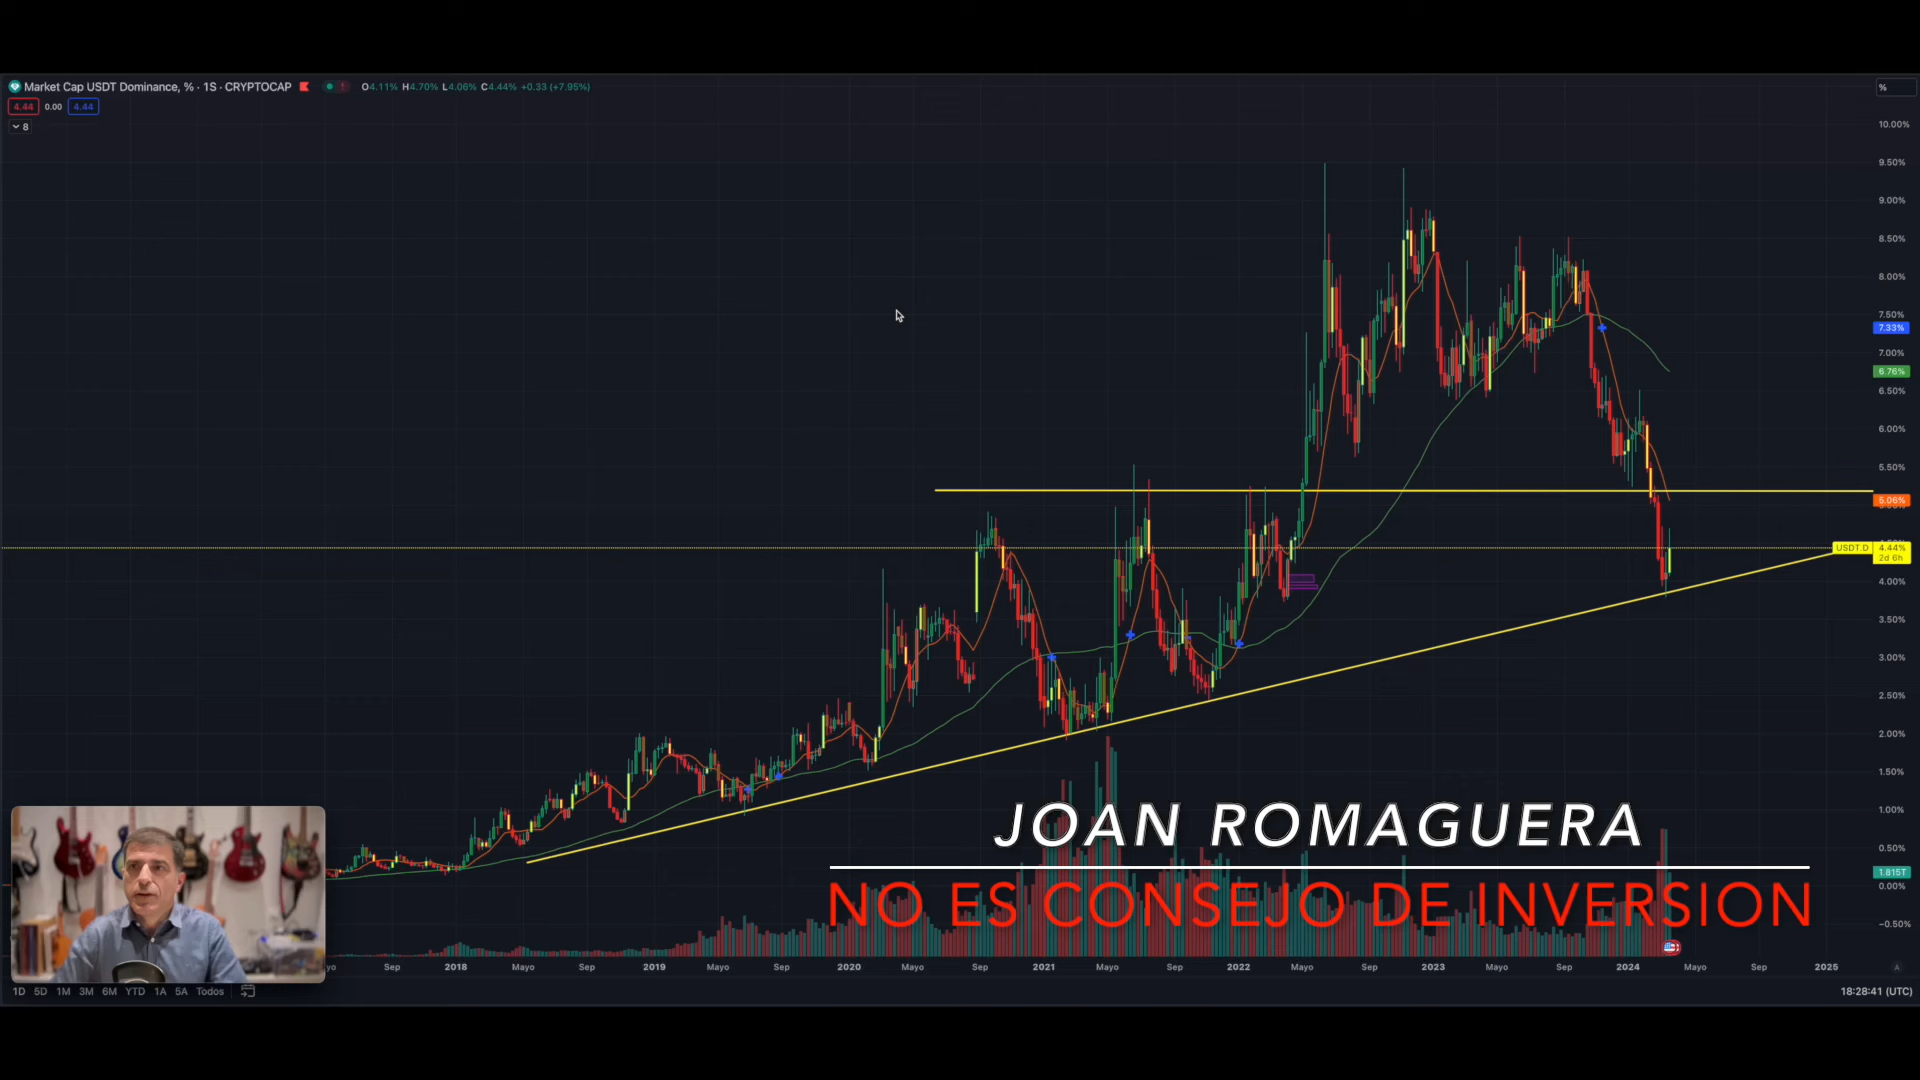 Market Cap USDT Dominance, % · 1S · CRYPTOCAP O4.11% H4.70% L4.06% C4.44% +0.33 (+7.95%)
4.44 0.00 4.44
8
%
10.00%
9.50%
9.00%
8.50%
8.00%
7.50%
7.33%
7.00%
6.76%
6.50%
6.00%
5.50%
5.06%
USDT.D 4.44%
2d 6h
4.00%
3.50%
3.00%
2.50%
2.00%
1.50%
1.00%
0.50%
1.815T
0.00%
−0.50%
JOAN ROMAGUERA
NO ES CONSEJO DE INVERSION
Sep 2018 Mayo Sep 2019 Mayo Sep 2020 Mayo Sep 2021 Mayo Sep 2022 Mayo Sep 2023 Mayo Sep 2024 Mayo Sep 2025 A
1D 5D 1M 3M 6M YTD 1A 5A Todos
18:28:41 (UTC)